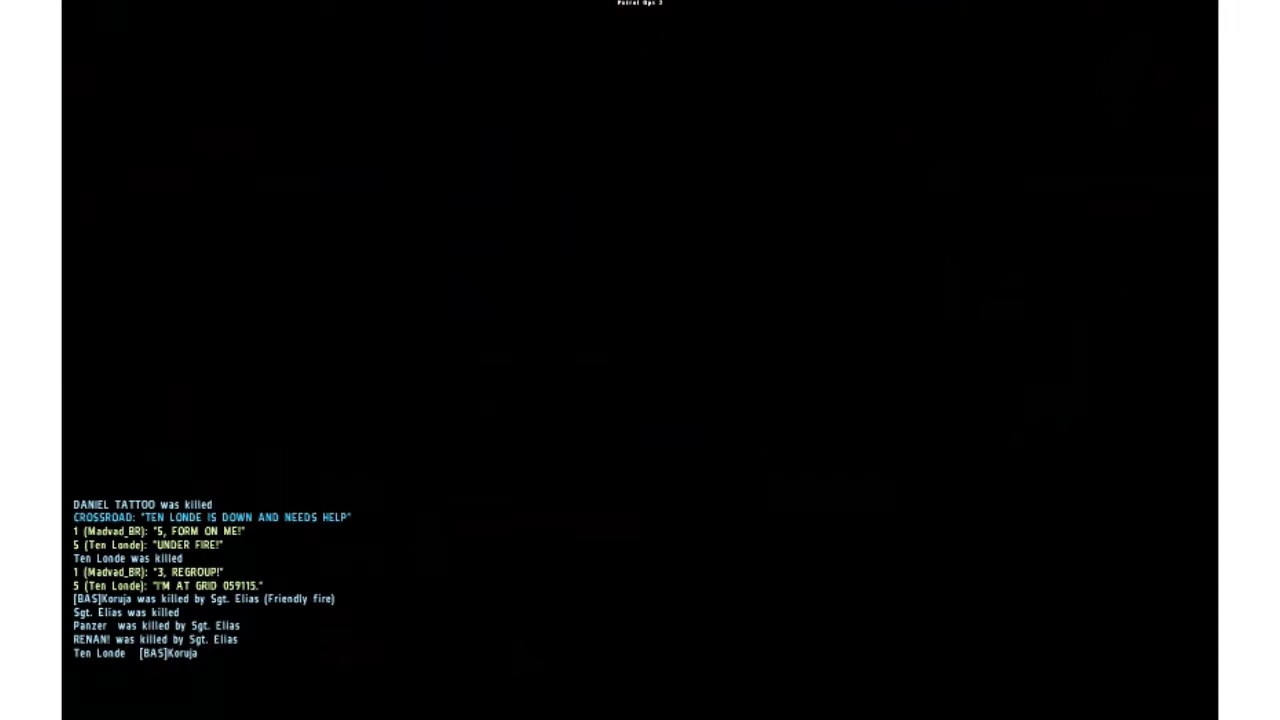 Patrol Ops 2
DANIEL TATTOO was killed
CROSSROAD: "TEN LONDE IS DOWN AND NEEDS HELP"
1 (Madvad_BR): "5, FORM ON ME!"
5 (Ten Londe): "UNDER FIRE!"
Ten Londe was killed
1 (Madvad_BR): "3, REGROUP!"
5 (Ten Londe): "I'M AT GRID 059115."
[BAS]Koruja was killed by Sgt. Elias (Friendly fire)
Sgt. Elias was killed
Panzer was killed by Sgt. Elias
RENAN! was killed by Sgt. Elias
Ten Londe [BAS]Koruja